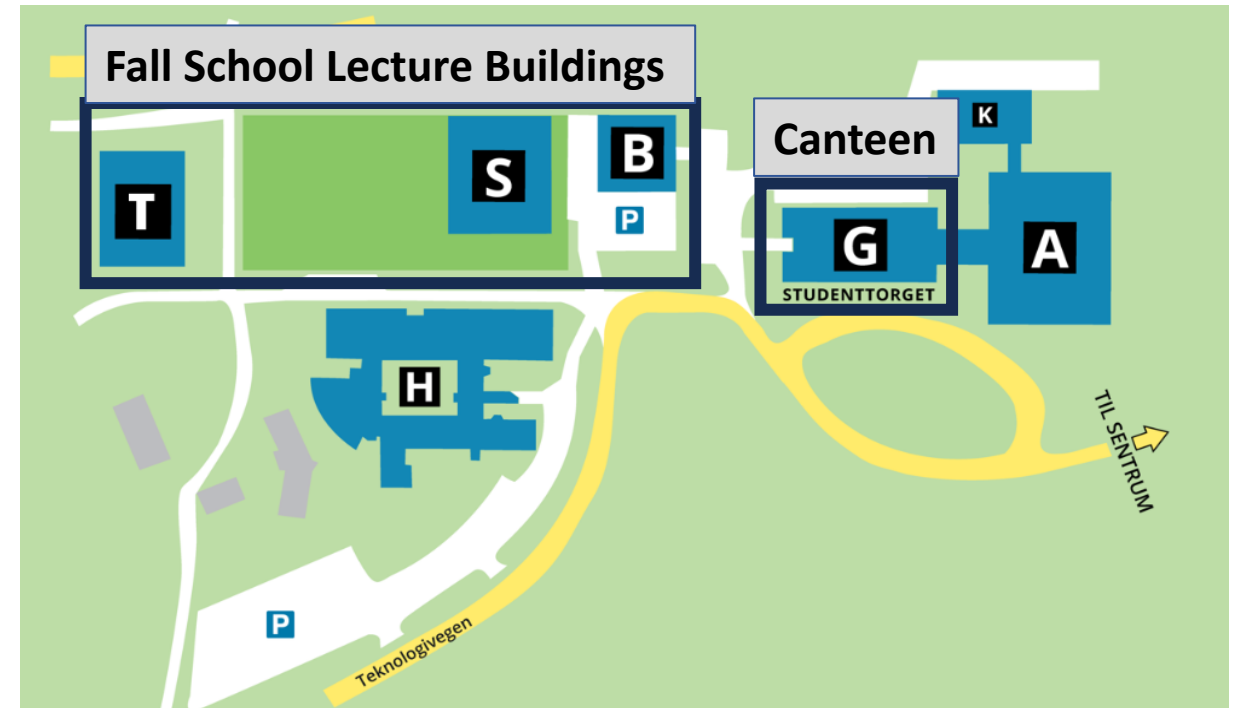 Fall School Lecture Buildings
Canteen
K
T
S
B
P
G
A
STUDENTTORGET
H
TIL SENTRUM
P
Teknologivegen